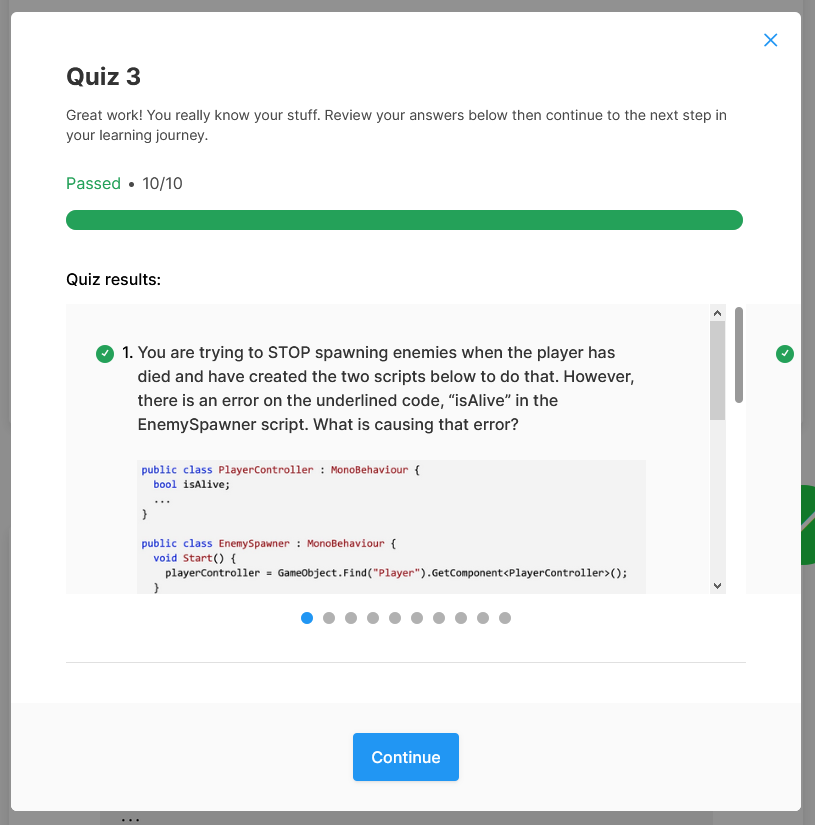 Quiz 3
Great work! You really know your stuff. Review your answers below then continue to the next step in
your learning journey.
Passed • 10/10
Quiz results:
1. You are trying to STOP spawning enemies when the player has
died and have created the two scripts below to do that. However,
there is an error on the underlined code, “isAlive” in the
EnemySpawner script. What is causing that error?
public class PlayerController : MonoBehaviour {
bool isAlive;
...
}
public class EnemySpawner : MonoBehaviour {
void Start() {
playerController = GameObject.Find("Player").GetComponent<PlayerController>();
}
Continue
...